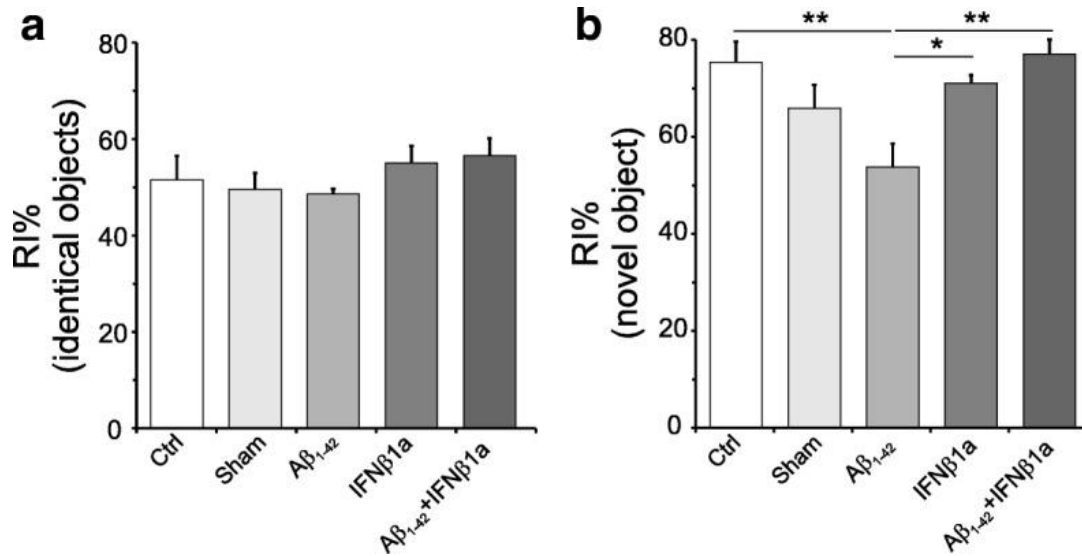 a
RI%
(identical objects)
80
60
40
20
0
Ctrl
Sham
Aβ₁₋₄₂
IFNβ1a
Aβ₁₋₄₂+IFNβ1a
b
RI%
(novel object)
80
60
40
20
0
**
**
*
Ctrl
Sham
Aβ₁₋₄₂
IFNβ1a
Aβ₁₋₄₂+IFNβ1a